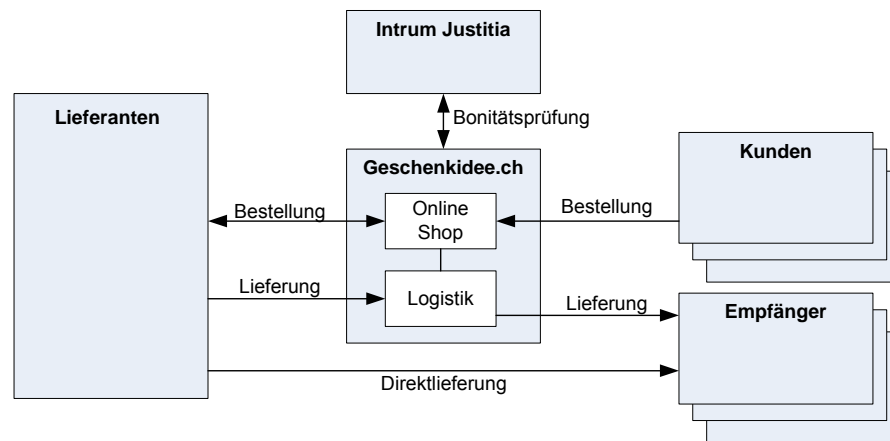 Intrum Justitia
Lieferanten
Bonitätsprüfung
Kunden
Geschenkidee.ch
Bestellung
Online
Shop
Bestellung
Lieferung
Logistik
Lieferung
Empfänger
Direktlieferung